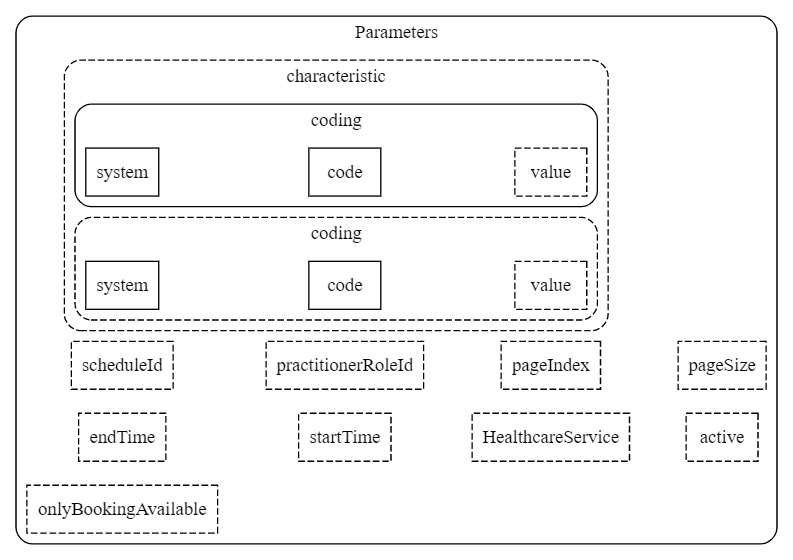 Parameters
characteristic
coding
system code value
coding
system code value
scheduleId practitionerRoleId pageIndex pageSize
endTime startTime HealthcareService active
onlyBookingAvailable